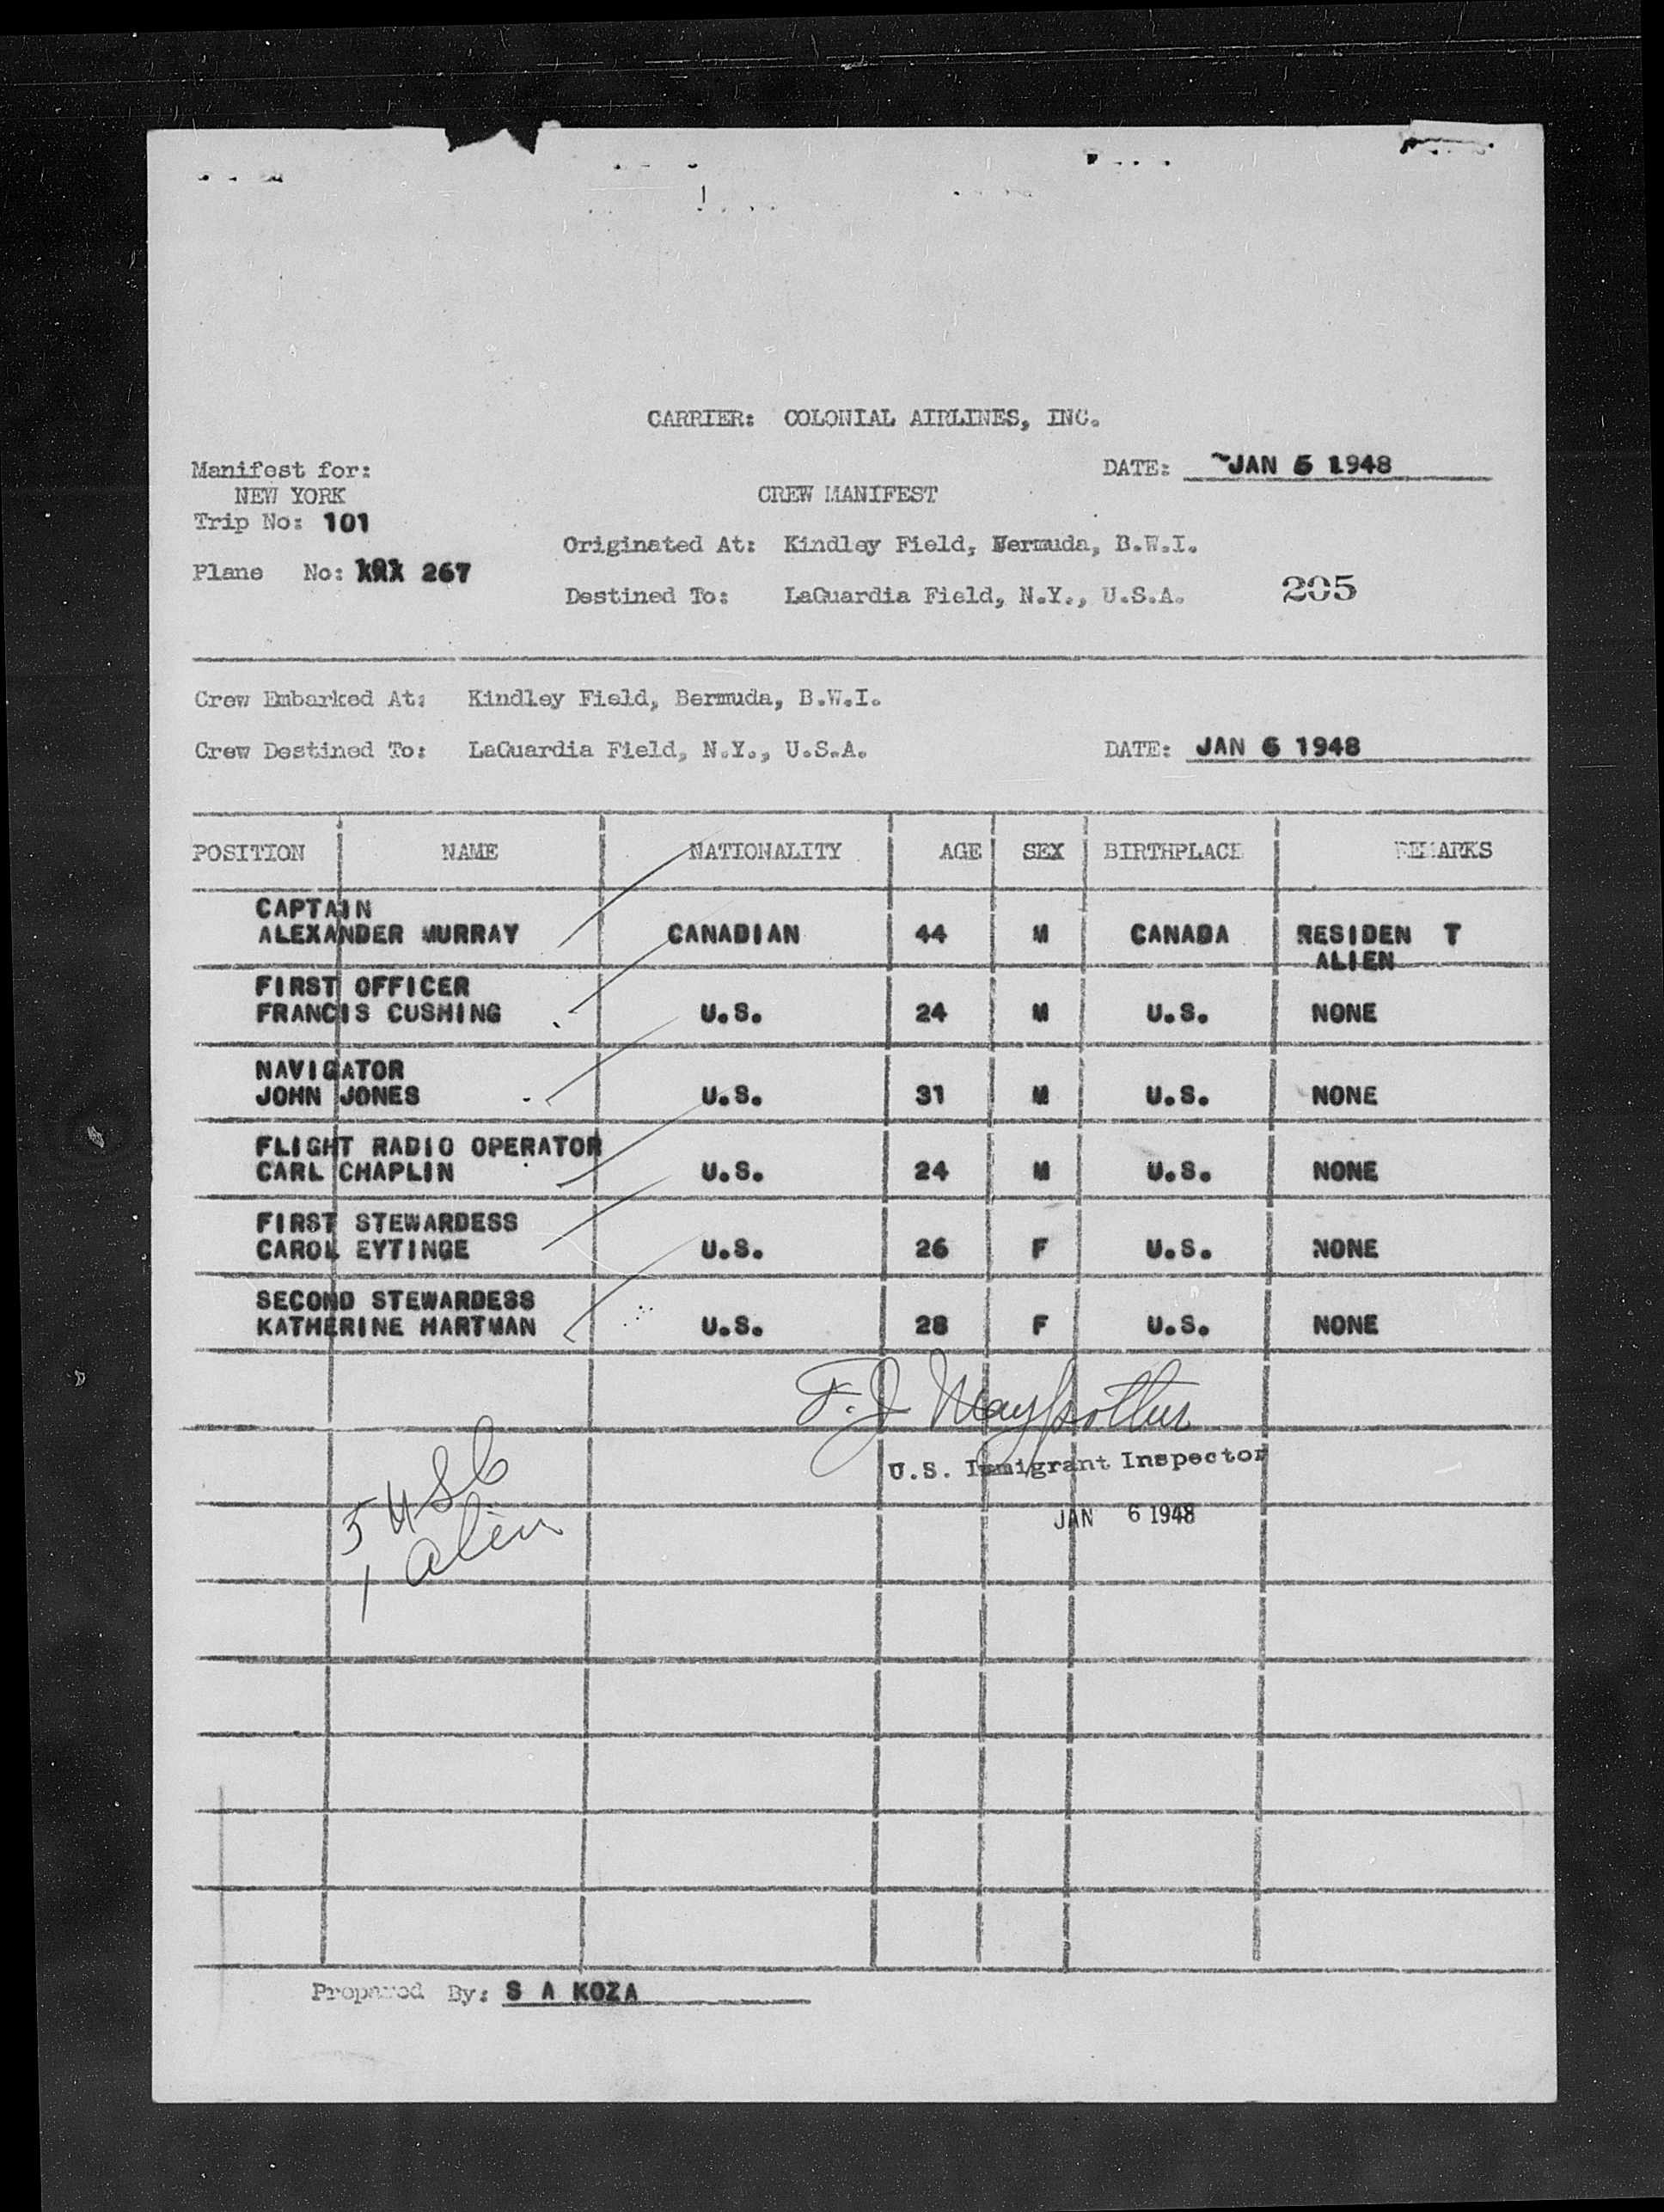 CARRIER: COLONIAL AIRLINES, INC.
Manifest for:
NEW YORK
DATE: JAN 6 1948
CREW MANIFEST
Trip No: 101
Originated At: Kindley Field, Bermuda, B.W.I.
Plane No: 267
Destined To: LaGuardia Field, N.Y., U.S.A.
205
Crew Embarked At: Kindley Field, Bermuda, B.W.I.
Crew Destined To: LaGuardia Field, N.Y., U.S.A.
DATE: JAN 6 1948
POSITION NAME NATIONALITY AGE SEX BIRTHPLACE REMARKS
CAPTAIN
ALEXANDER MURRAY CANADIAN 44 M CANADA RESIDEN T
ALIEN
FIRST OFFICER
FRANCIS CUSHING U.S. 24 M U.S. NONE
NAVIGATOR
JOHN JONES U.S. 31 M U.S. NONE
FLIGHT RADIO OPERATOR
CARL CHAPLIN U.S. 24 M U.S. NONE
FIRST STEWARDESS
CAROL EYTINGE U.S. 26 F U.S. NONE
SECOND STEWARDESS
KATHERINE HARTMAN U.S. 28 F U.S. NONE
F. J.
U.S. Immigrant Inspector
JAN 6 1948
5 USC
1 alien
Prepared By: S A KOZA